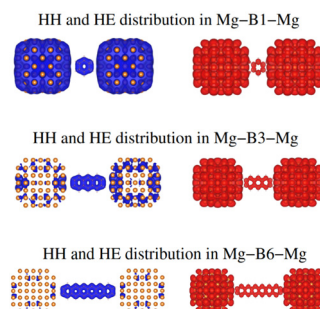 HH and HE distribution in Mg−B1−Mg
HH and HE distribution in Mg−B3−Mg
HH and HE distribution in Mg−B6−Mg